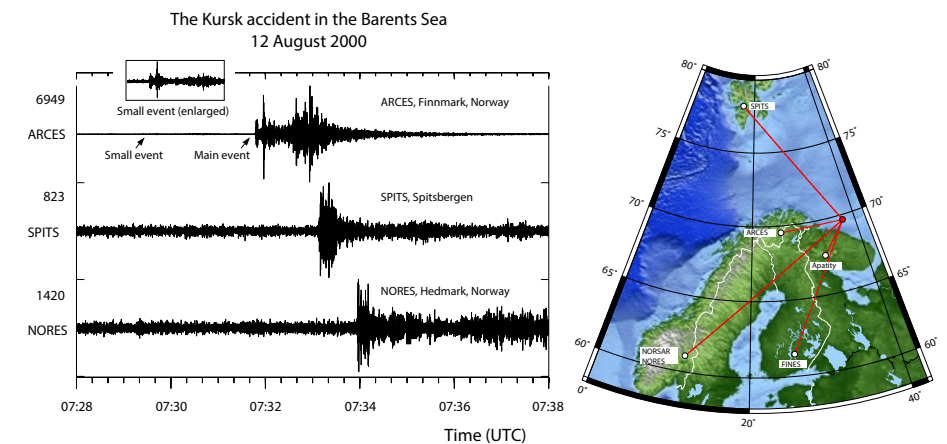 The Kursk accident in the Barents Sea
12 August 2000
6949
ARCES
Small event (enlarged)
ARCES, Finnmark, Norway
Small event
Main event
823
SPITS
SPITS, Spitsbergen
1420
NORES
NORES, Hedmark, Norway
07:28
07:30
07:32
07:34
07:36
07:38
Time (UTC)
80°
80°
SPITS
75°
75°
70°
70°
ARCES
Apatity
65°
65°
NORSAR
NORES
FINES
60°
60°
0°
20°
40°